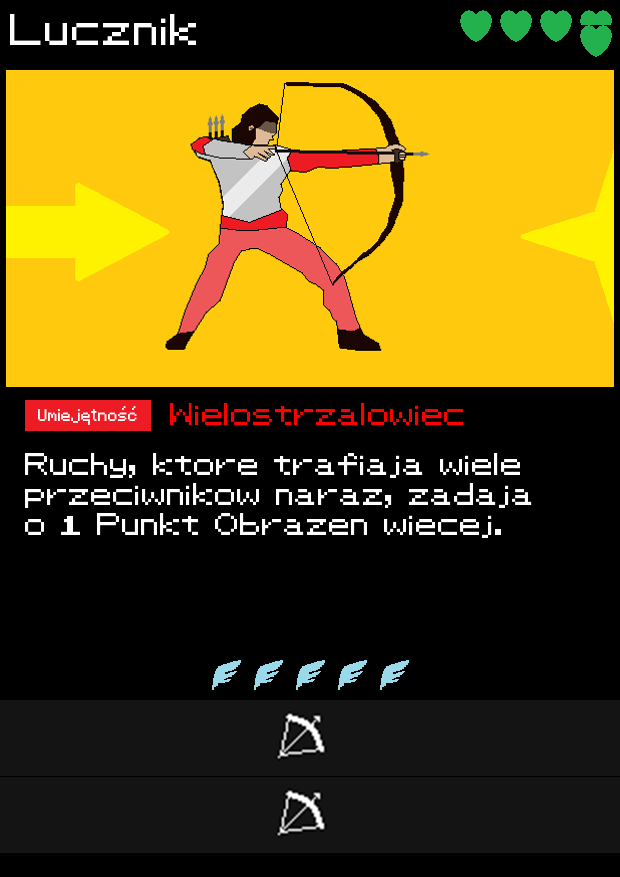 Lucznik
Umiejętność
Wielostrzalowiec
Ruchy, ktore trafiaja wiele
przeciwnikow naraz, zadaja
o 1 Punkt Obrazen wiecej.